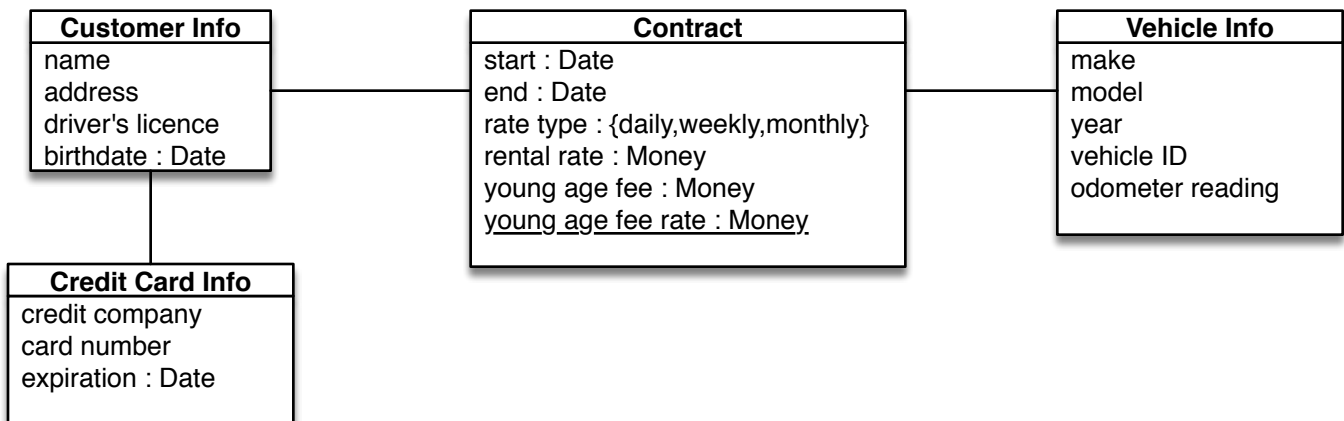 Customer Info
name
address
driver's licence
birthdate : Date
Contract
start : Date
end : Date
rate type : {daily,weekly,monthly}
rental rate : Money
young age fee : Money
young age fee rate : Money
Vehicle Info
make
model
year
vehicle ID
odometer reading
Credit Card Info
credit company
card number
expiration : Date